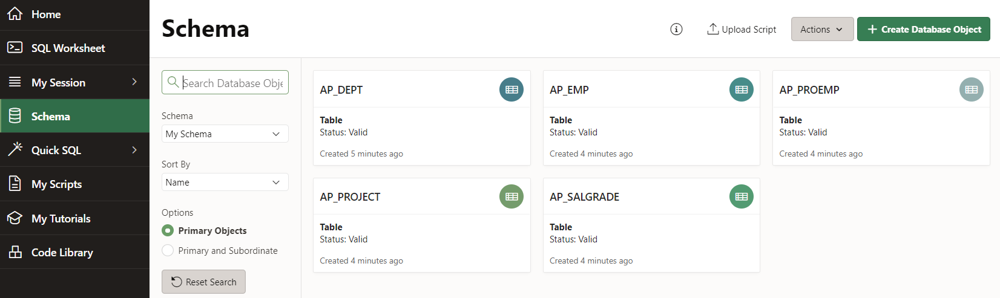 Home
SQL Worksheet
My Session
Schema
Quick SQL
My Scripts
My Tutorials
Code Library
Schema
Upload Script
Actions
Create Database Object
Search Database Obje
Schema
My Schema
Sort By
Name
Options
Primary Objects
Primary and Subordinate
Reset Search
AP_DEPT
Table
Status: Valid
Created 5 minutes ago
AP_EMP
Table
Status: Valid
Created 4 minutes ago
AP_PROEMP
Table
Status: Valid
Created 4 minutes ago
AP_PROJECT
Table
Status: Valid
Created 4 minutes ago
AP_SALGRADE
Table
Status: Valid
Created 4 minutes ago